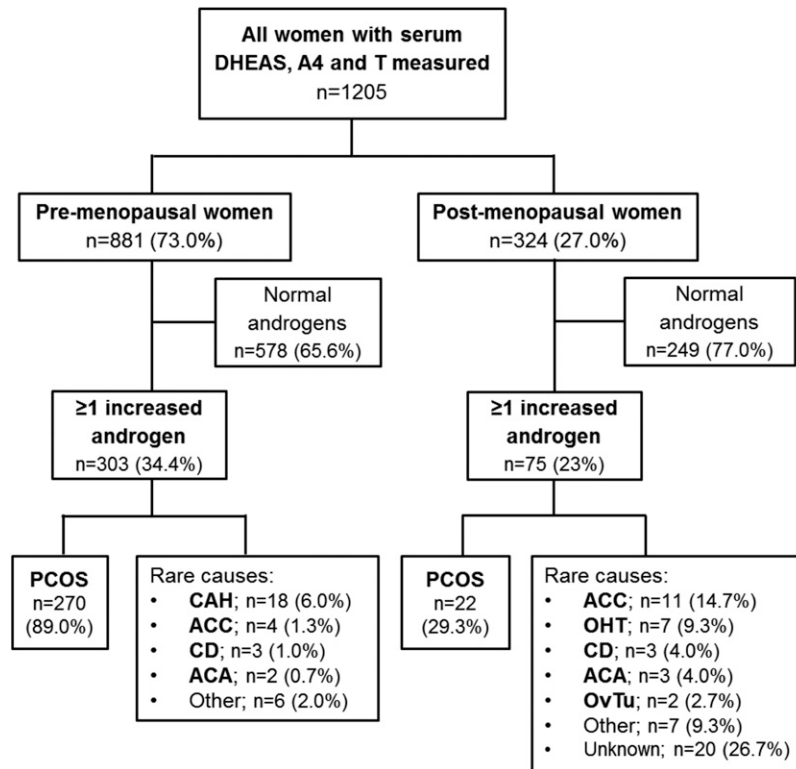 All women with serum
DHEAS, A4 and T measured
n=1205
Pre-menopausal women
n=881 (73.0%)
Post-menopausal women
n=324 (27.0%)
Normal
androgens
n=578 (65.6%)
Normal
androgens
n=249 (77.0%)
≥1 increased
androgen
n=303 (34.4%)
≥1 increased
androgen
n=75 (23%)
PCOS
n=270
(89.0%)
Rare causes:
• CAH; n=18 (6.0%)
• ACC; n=4 (1.3%)
• CD; n=3 (1.0%)
• ACA; n=2 (0.7%)
• Other; n=6 (2.0%)
PCOS
n=22
(29.3%)
Rare causes:
• ACC; n=11 (14.7%)
• OHT; n=7 (9.3%)
• CD; n=3 (4.0%)
• ACA; n=3 (4.0%)
• OvTu; n=2 (2.7%)
• Other; n=7 (9.3%)
• Unknown; n=20 (26.7%)